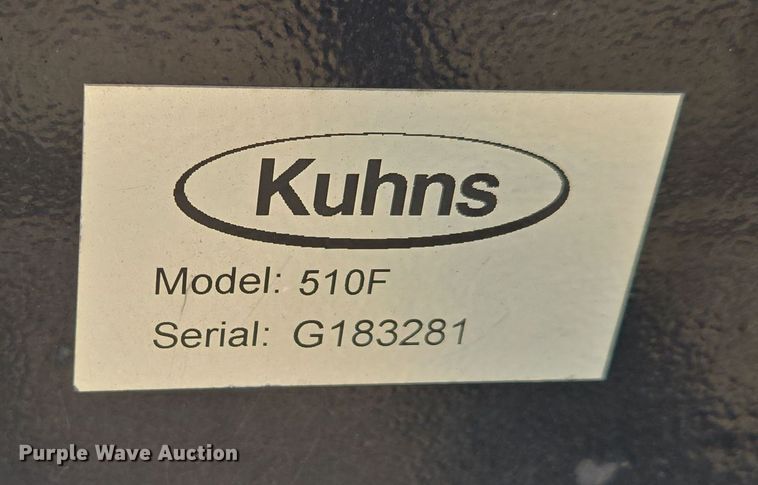 Kuhns
Model: 510F
Serial: G183281
Purple Wave Auction